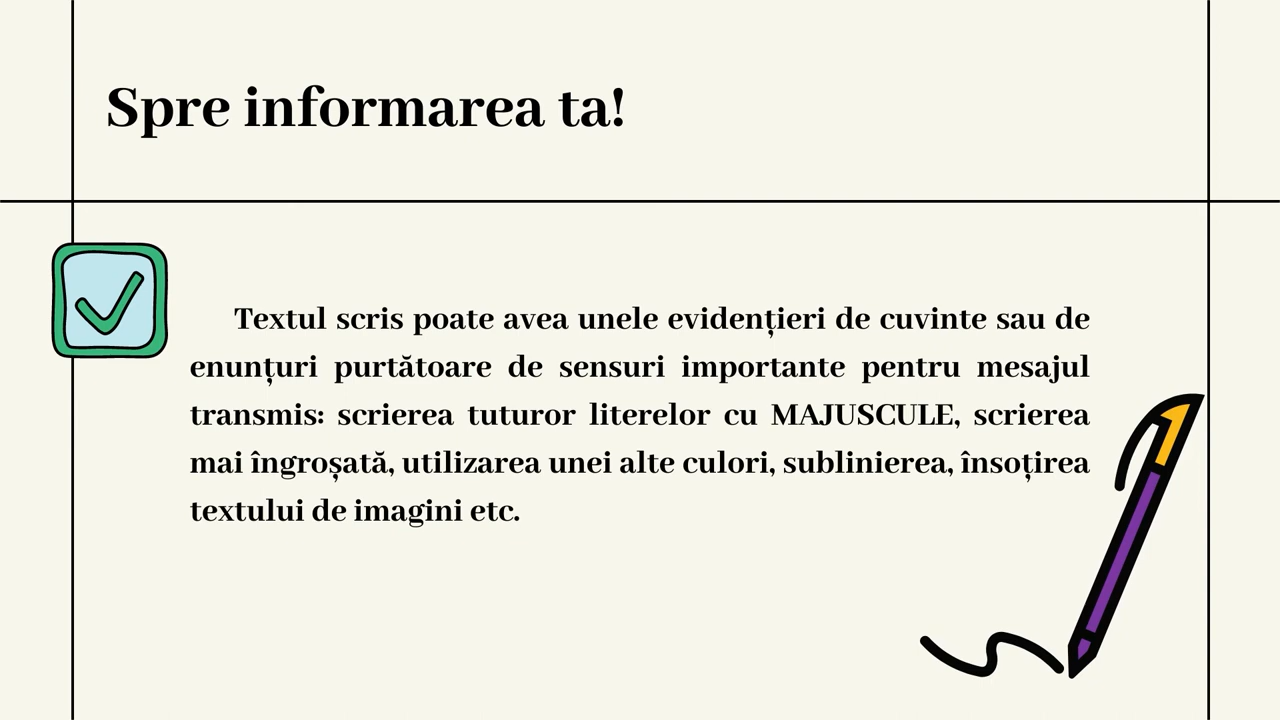 Spre informarea ta!
Textul scris poate avea unele evidențieri de cuvinte sau de
enunțuri purtătoare de sensuri importante pentru mesajul
transmis: scrierea tuturor literelor cu MAJUSCULE, scrierea
mai îngroșată, utilizarea unei alte culori, sublinierea, însoțirea
textului de imagini etc.